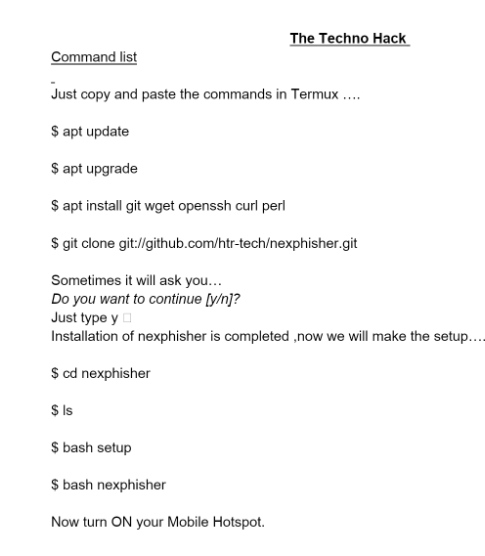 The Techno Hack
Command list
Just copy and paste the commands in Termux ....
$ apt update
$ apt upgrade
$ apt install git wget openssh curl perl
$ git clone git://github.com/htr-tech/nexphisher.git
Sometimes it will ask you…
Do you want to continue [y/n]?
Just type y □
Installation of nexphisher is completed ,now we will make the setup….
$ cd nexphisher
$ ls
$ bash setup
$ bash nexphisher
Now turn ON your Mobile Hotspot.